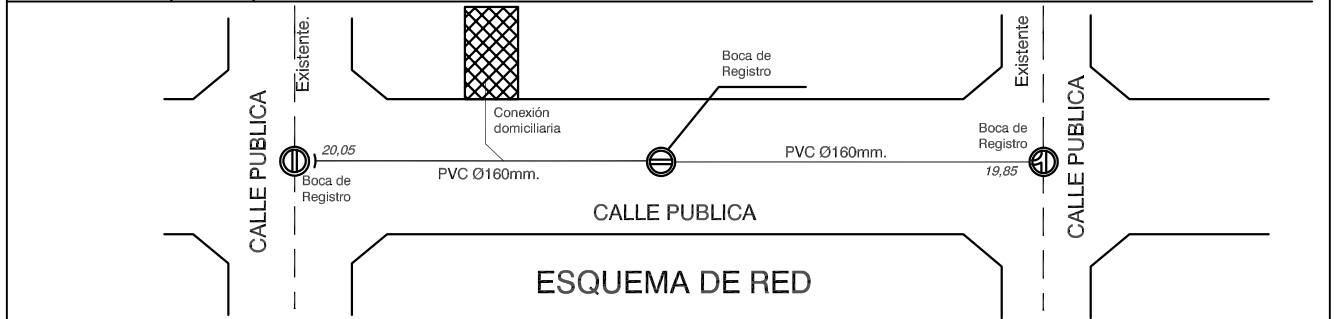 Existente.
Existente
Boca de
Registro
Conexión
domiciliaria
CALLE PUBLICA
CALLE PUBLICA
Boca de
Registro
20,05
PVC Ø160mm.
PVC Ø160mm.
19,85
Boca de
Registro
CALLE PUBLICA
ESQUEMA DE RED